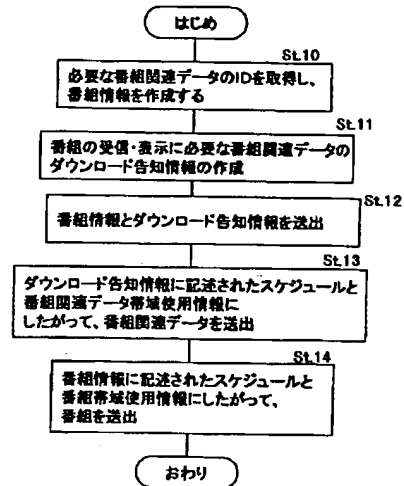 はじめ
St.10
必要な番組関連データのIDを取得し、
番組情報を作成する
St.11
番組の受信・表示に必要な番組関連データの
ダウンロード告知情報の作成
St.12
番組情報とダウンロード告知情報を送出
St.13
ダウンロード告知情報に記述されたスケジュールと
番組関連データ帯域使用情報に
したがって、番組関連データを送出
St.14
番組情報に記述されたスケジュールと
番組帯域使用情報にしたがって、
番組を送出
おわり